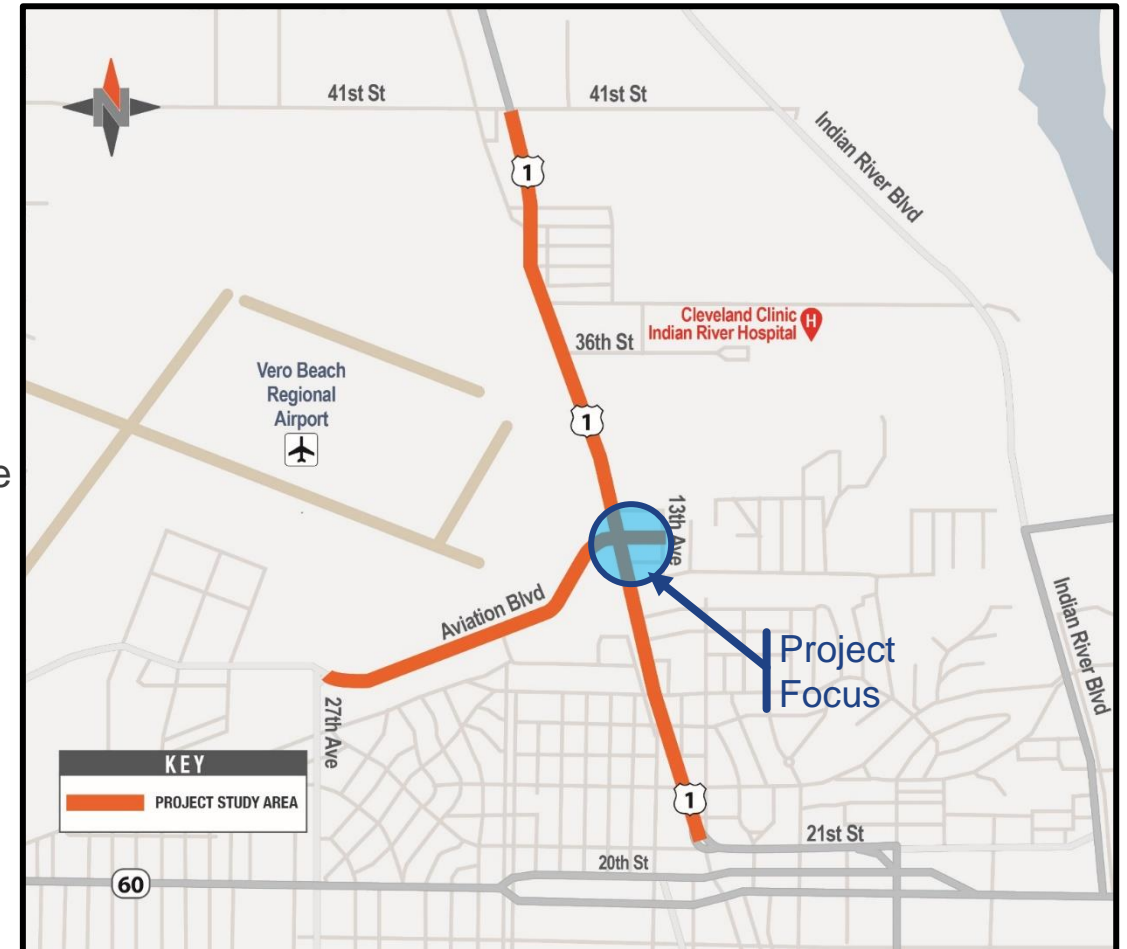 N
41st St
41st St
Indian River Blvd
1
Cleveland Clinic
Indian River Hospital
H
36th St
Vero Beach
Regional
Airport
1
e
13th Ave
Aviation Blvd
Indian River Blvd
Project
Focus
27th Ave
KEY
PROJECT STUDY AREA
1
21st St
20th St
60